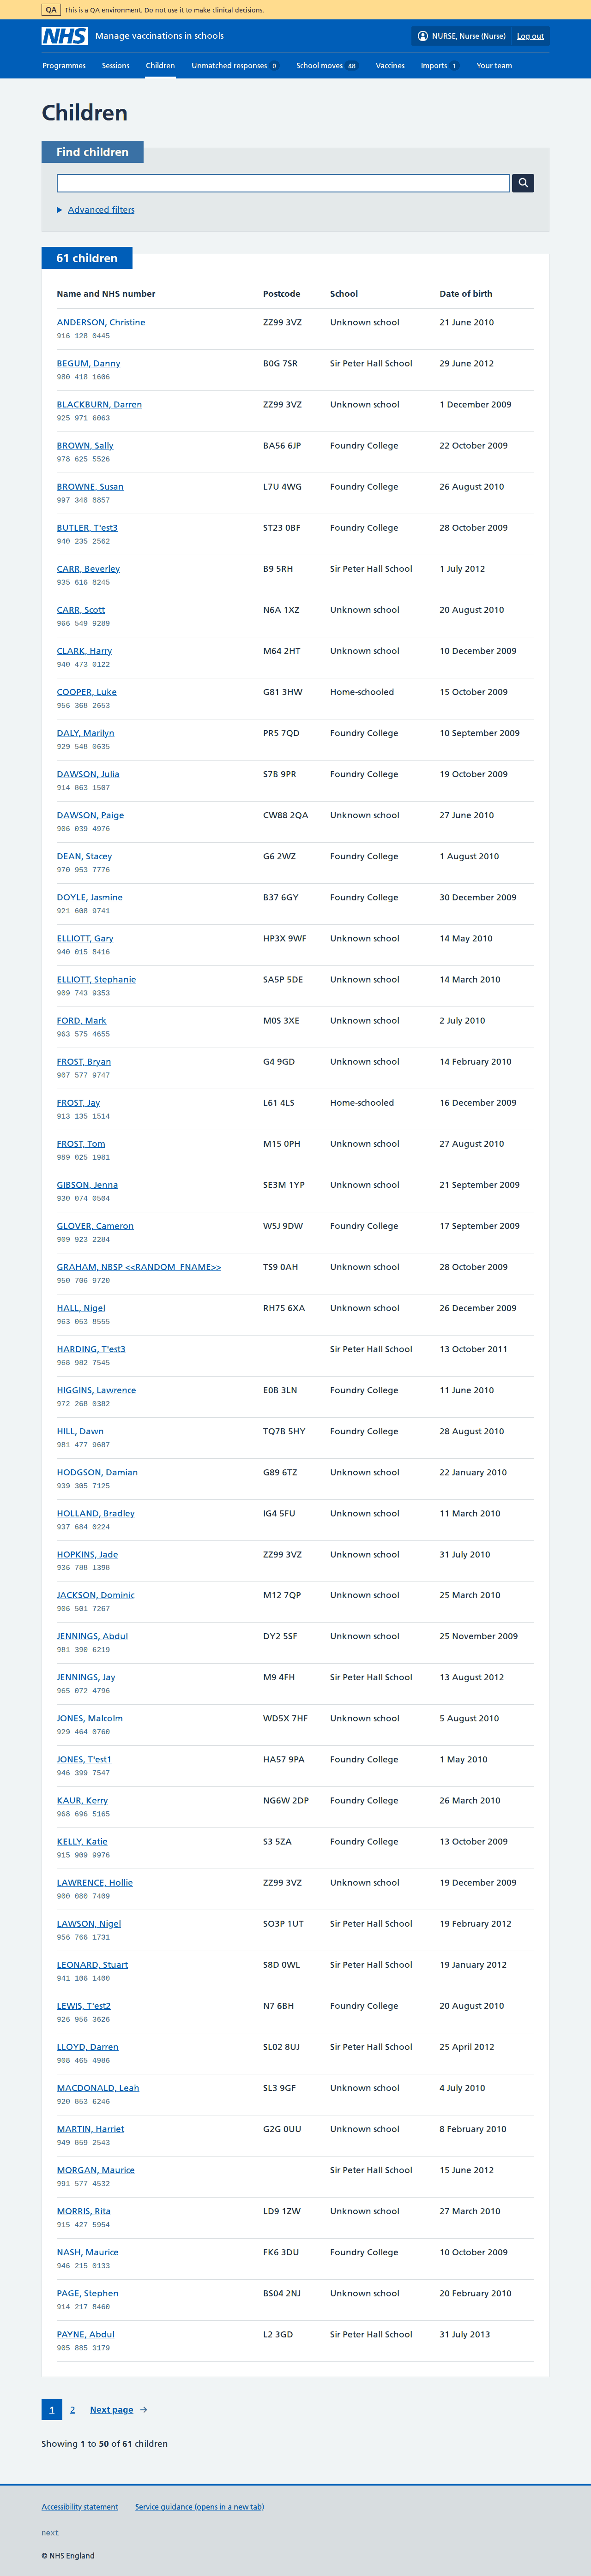 QA This is a QA environment. Do not use it to make clinical decisions.
NHS Manage vaccinations in schools NURSE, Nurse (Nurse) Log out
Programmes Sessions Children Unmatched responses 0 School moves 48 Vaccines Imports 1 Your team
Children
Find children
Advanced filters
61 children
Name and NHS number Postcode School Date of birth
ANDERSON, Christine ZZ99 3VZ Unknown school 21 June 2010
916 128 0445
BEGUM, Danny B0G 7SR Sir Peter Hall School 29 June 2012
980 418 1606
BLACKBURN, Darren ZZ99 3VZ Unknown school 1 December 2009
925 971 6063
BROWN, Sally BA56 6JP Foundry College 22 October 2009
978 625 5526
BROWNE, Susan L7U 4WG Foundry College 26 August 2010
997 348 8857
BUTLER, T'est3 ST23 0BF Foundry College 28 October 2009
940 235 2562
CARR, Beverley B9 5RH Sir Peter Hall School 1 July 2012
935 616 8245
CARR, Scott N6A 1XZ Unknown school 20 August 2010
966 549 9289
CLARK, Harry M64 2HT Unknown school 10 December 2009
940 473 0122
COOPER, Luke G81 3HW Home-schooled 15 October 2009
956 368 2653
DALY, Marilyn PR5 7QD Foundry College 10 September 2009
929 548 0635
DAWSON, Julia S7B 9PR Foundry College 19 October 2009
914 863 1507
DAWSON, Paige CW88 2QA Unknown school 27 June 2010
906 039 4976
DEAN, Stacey G6 2WZ Foundry College 1 August 2010
970 953 7776
DOYLE, Jasmine B37 6GY Foundry College 30 December 2009
921 608 9741
ELLIOTT, Gary HP3X 9WF Unknown school 14 May 2010
940 015 8416
ELLIOTT, Stephanie SA5P 5DE Unknown school 14 March 2010
909 743 9353
FORD, Mark M0S 3XE Unknown school 2 July 2010
963 575 4655
FROST, Bryan G4 9GD Unknown school 14 February 2010
907 577 9747
FROST, Jay L61 4LS Home-schooled 16 December 2009
913 135 1514
FROST, Tom M15 0PH Unknown school 27 August 2010
989 025 1981
GIBSON, Jenna SE3M 1YP Unknown school 21 September 2009
930 074 0504
GLOVER, Cameron W5J 9DW Foundry College 17 September 2009
909 923 2284
GRAHAM, NBSP <<RANDOM_FNAME>> TS9 0AH Unknown school 28 October 2009
950 706 9720
HALL, Nigel RH75 6XA Unknown school 26 December 2009
963 053 8555
HARDING, T'est3 Sir Peter Hall School 13 October 2011
968 982 7545
HIGGINS, Lawrence E0B 3LN Foundry College 11 June 2010
972 268 0382
HILL, Dawn TQ7B 5HY Foundry College 28 August 2010
981 477 9687
HODGSON, Damian G89 6TZ Unknown school 22 January 2010
939 305 7125
HOLLAND, Bradley IG4 5FU Unknown school 11 March 2010
937 684 0224
HOPKINS, Jade ZZ99 3VZ Unknown school 31 July 2010
936 788 1398
JACKSON, Dominic M12 7QP Unknown school 25 March 2010
906 501 7267
JENNINGS, Abdul DY2 5SF Unknown school 25 November 2009
981 390 6219
JENNINGS, Jay M9 4FH Sir Peter Hall School 13 August 2012
965 072 4796
JONES, Malcolm WD5X 7HF Unknown school 5 August 2010
929 464 0760
JONES, T'est1 HA57 9PA Foundry College 1 May 2010
946 399 7547
KAUR, Kerry NG6W 2DP Foundry College 26 March 2010
968 696 5165
KELLY, Katie S3 5ZA Foundry College 13 October 2009
915 909 9976
LAWRENCE, Hollie ZZ99 3VZ Unknown school 19 December 2009
900 080 7409
LAWSON, Nigel SO3P 1UT Sir Peter Hall School 19 February 2012
956 766 1731
LEONARD, Stuart S8D 0WL Sir Peter Hall School 19 January 2012
941 106 1400
LEWIS, T'est2 N7 6BH Foundry College 20 August 2010
926 956 3626
LLOYD, Darren SL02 8UJ Sir Peter Hall School 25 April 2012
908 465 4986
MACDONALD, Leah SL3 9GF Unknown school 4 July 2010
920 853 6246
MARTIN, Harriet G2G 0UU Unknown school 8 February 2010
949 859 2543
MORGAN, Maurice Sir Peter Hall School 15 June 2012
991 577 4532
MORRIS, Rita LD9 1ZW Unknown school 27 March 2010
915 427 5954
NASH, Maurice FK6 3DU Foundry College 10 October 2009
946 215 0133
PAGE, Stephen BS04 2NJ Unknown school 20 February 2010
914 217 8460
PAYNE, Abdul L2 3GD Sir Peter Hall School 31 July 2013
905 885 3179
1 2 Next page →
Showing 1 to 50 of 61 children
Accessibility statement Service guidance (opens in a new tab)
next
© NHS England